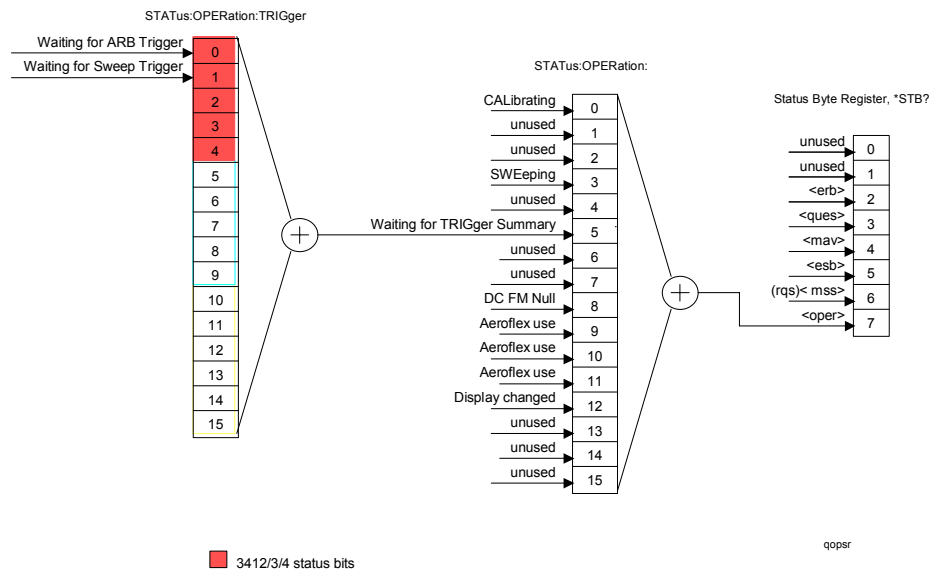 STATus:OPERation:TRIGger
Waiting for ARB Trigger
0
Waiting for Sweep Trigger
1
2
3
4
5
6
7
8
9
10
11
12
13
14
15
STATus:OPERation:
CALibrating
0
unused
1
unused
2
SWEeping
3
unused
4
Waiting for TRIGger Summary
5
unused
6
unused
7
DC FM Null
8
Aeroflex use
9
Aeroflex use
10
Aeroflex use
11
Display changed
12
unused
13
unused
14
unused
15
Status Byte Register, *STB?
unused
0
unused
1
<erb>
2
<ques>
3
<mav>
4
<esb>
5
(rqs)< mss>
6
<oper>
7
qopsr
3412/3/4 status bits